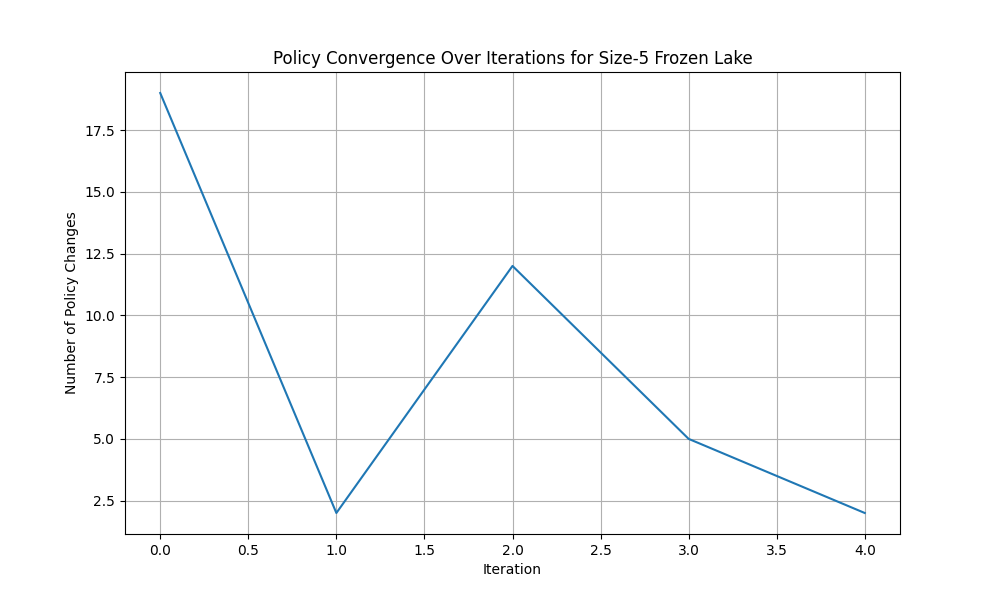 Policy Convergence Over Iterations for Size-5 Frozen Lake
Number of Policy Changes
17.5
15.0
12.5
10.0
7.5
5.0
2.5
0.0 0.5 1.0 1.5 2.0 2.5 3.0 3.5 4.0
Iteration